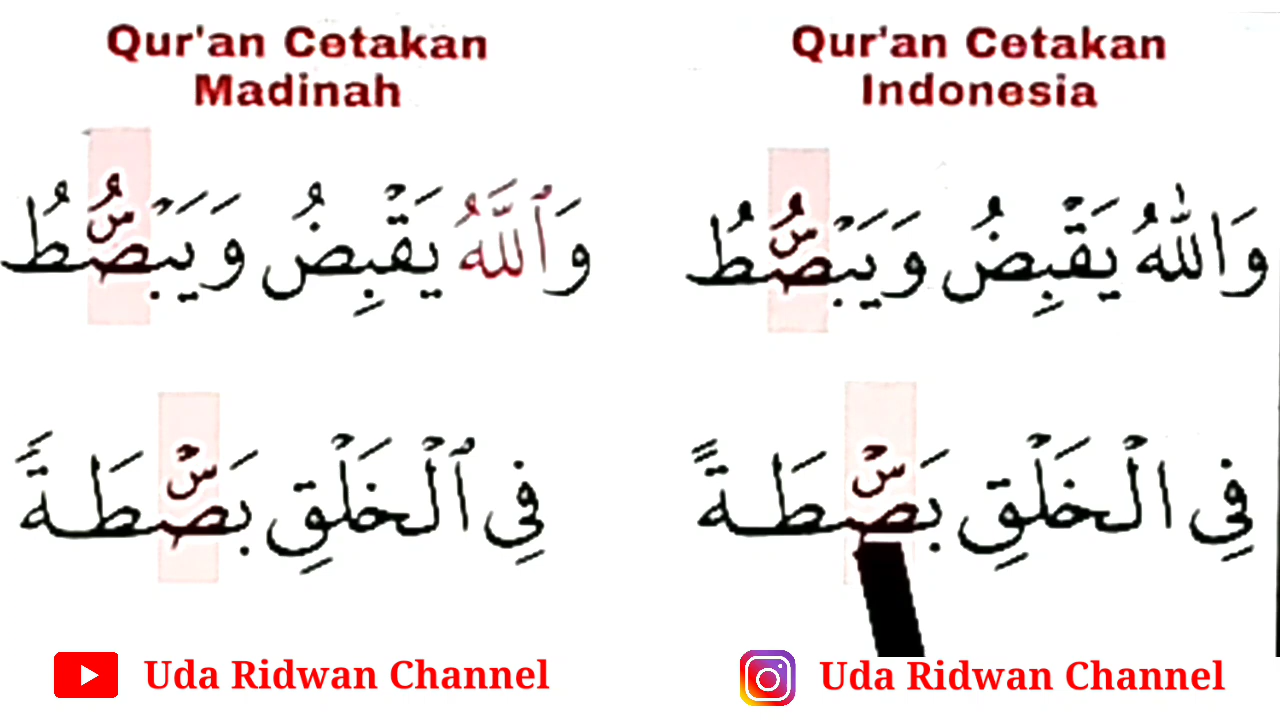 Qur'an Cetakan
Madinah
وَٱللَّهُ يَقۡبِضُ وَيَبۡصُۜطُ
فِي ٱلۡخَلۡقِ بَصۜۡطَةٗ
Qur'an Cetakan
Indonesia
وَاللّٰهُ يَقۡبِضُ وَيَبۡصُۜطُ
فِى الۡخَلۡقِ بَصۜۡطَةً
Uda Ridwan Channel
Uda Ridwan Channel